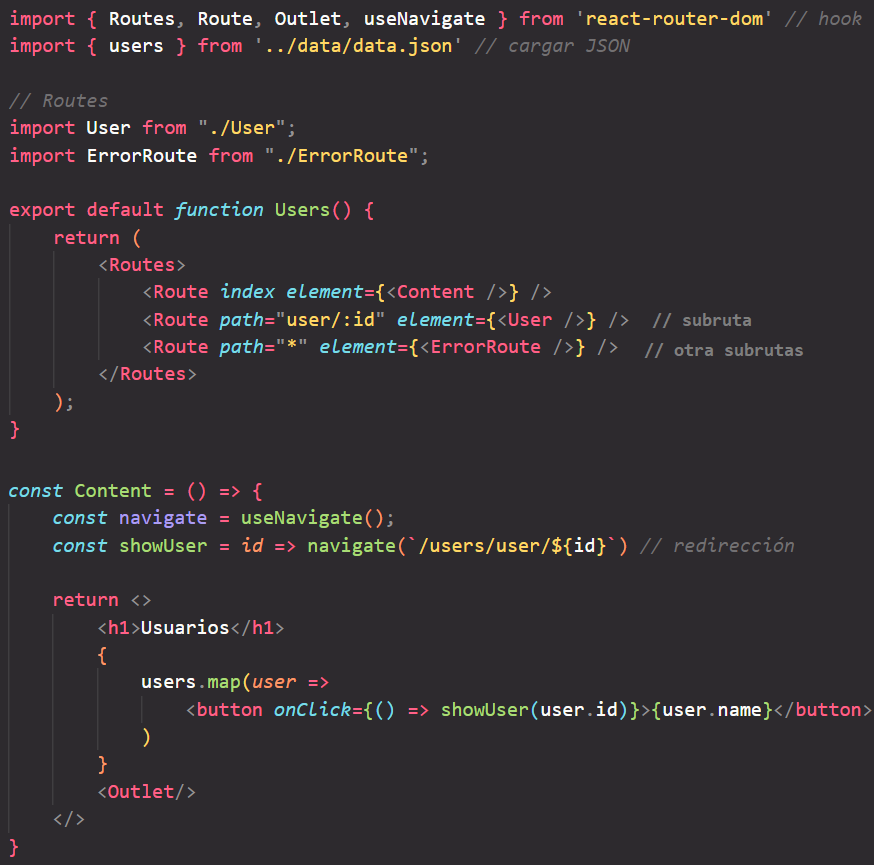 import { Routes, Route, Outlet, useNavigate } from 'react-router-dom' // hook
import { users } from '../data/data.json' // cargar JSON
// Routes
import User from "./User";
import ErrorRoute from "./ErrorRoute";
export default function Users() {
return (
<Routes>
<Route index element={<Content />} />
<Route path="user/:id" element={<User />} /> // subruta
<Route path="*" element={<ErrorRoute />} /> // otra subrutas
</Routes>
);
}
const Content = () => {
const navigate = useNavigate();
const showUser = id => navigate(`/users/user/${id}`) // redirección
return <>
<h1>Usuarios</h1>
{
users.map(user =>
<button onClick={() => showUser(user.id)}>{user.name}</button>
)
}
<Outlet/>
</>
}